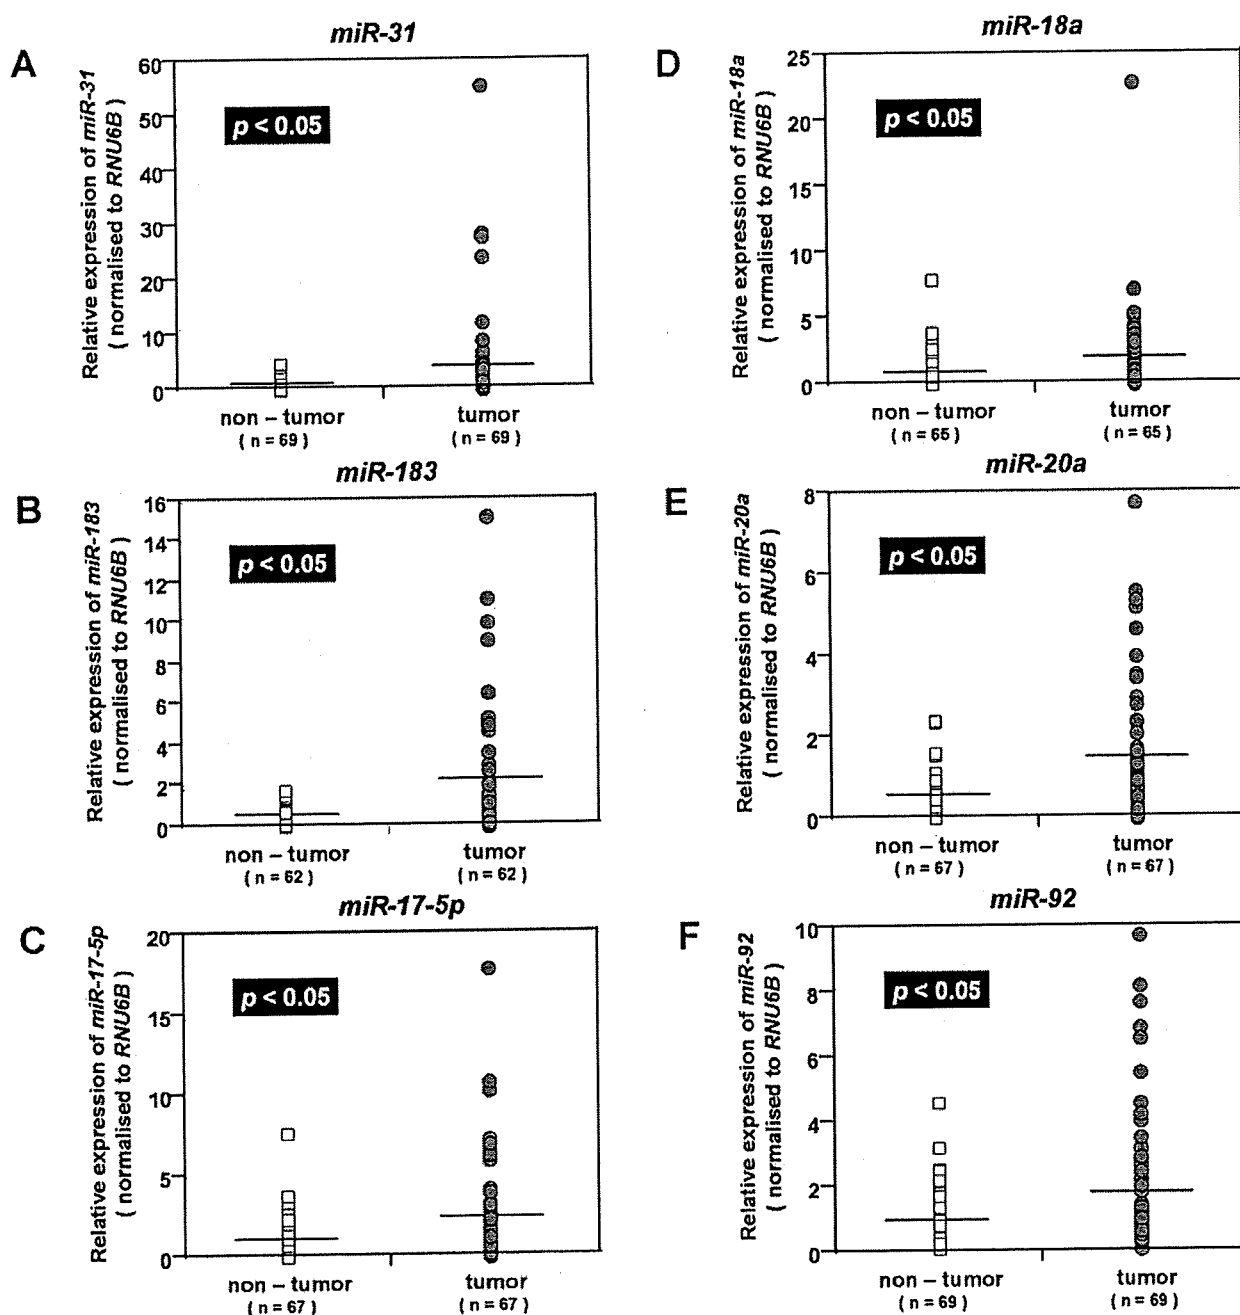 A
miR-31
Relative expression of miR-31
( normalised to RNU6B )
60
50
40
30
20
10
0
p < 0.05
non – tumor
( n = 69 )
tumor
( n = 69 )
B
miR-183
Relative expression of miR-183
( normalised to RNU6B )
16
14
12
10
8
6
4
2
0
p < 0.05
non – tumor
( n = 62 )
tumor
( n = 62 )
C
miR-17-5p
Relative expression of miR-17-5p
( normalised to RNU6B )
20
15
10
5
0
p < 0.05
non – tumor
( n = 67 )
tumor
( n = 67 )
D
miR-18a
Relative expression of miR-18a
( normalised to RNU6B )
25
20
15
10
5
0
p < 0.05
non – tumor
( n = 65 )
tumor
( n = 65 )
E
miR-20a
Relative expression of miR-20a
( normalised to RNU6B )
8
6
4
2
0
p < 0.05
non – tumor
( n = 67 )
tumor
( n = 67 )
F
miR-92
Relative expression of miR-92
( normalised to RNU6B )
10
8
6
4
2
0
p < 0.05
non – tumor
( n = 69 )
tumor
( n = 69 )